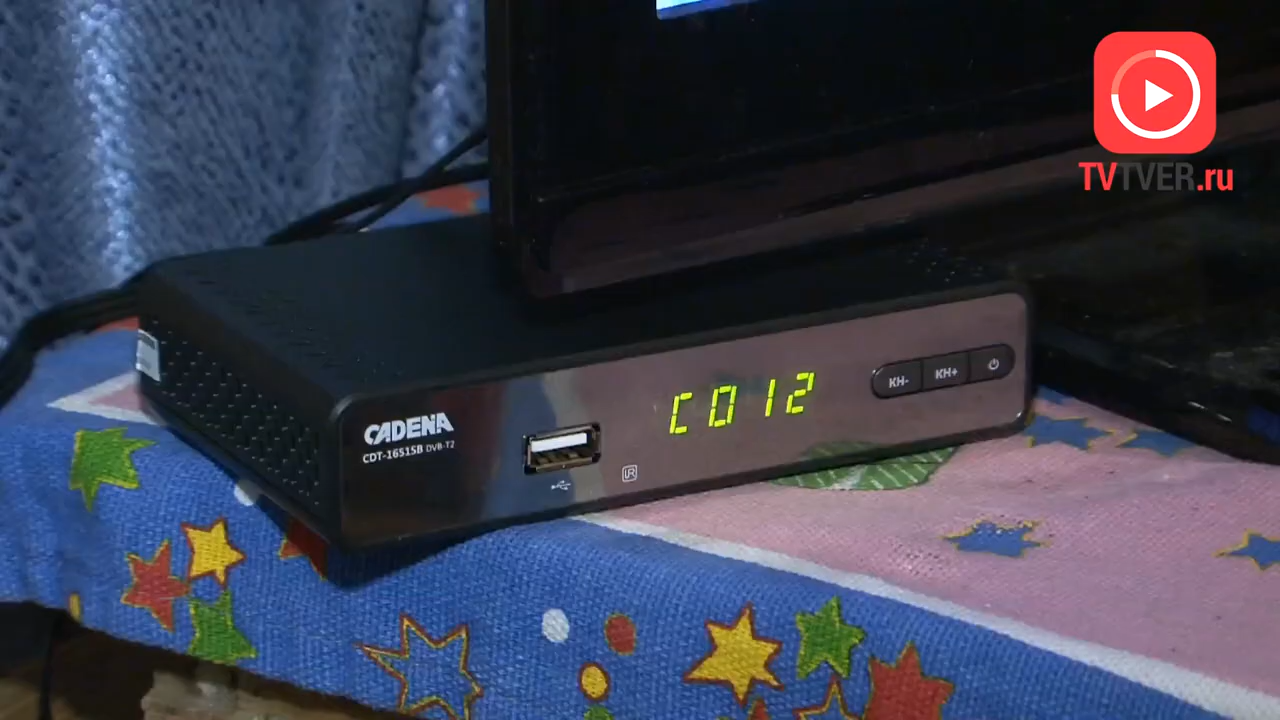 TVTVER.ru
CADENA
CDT-1651SB DVB-T2
C012
КН-
КН+
IR